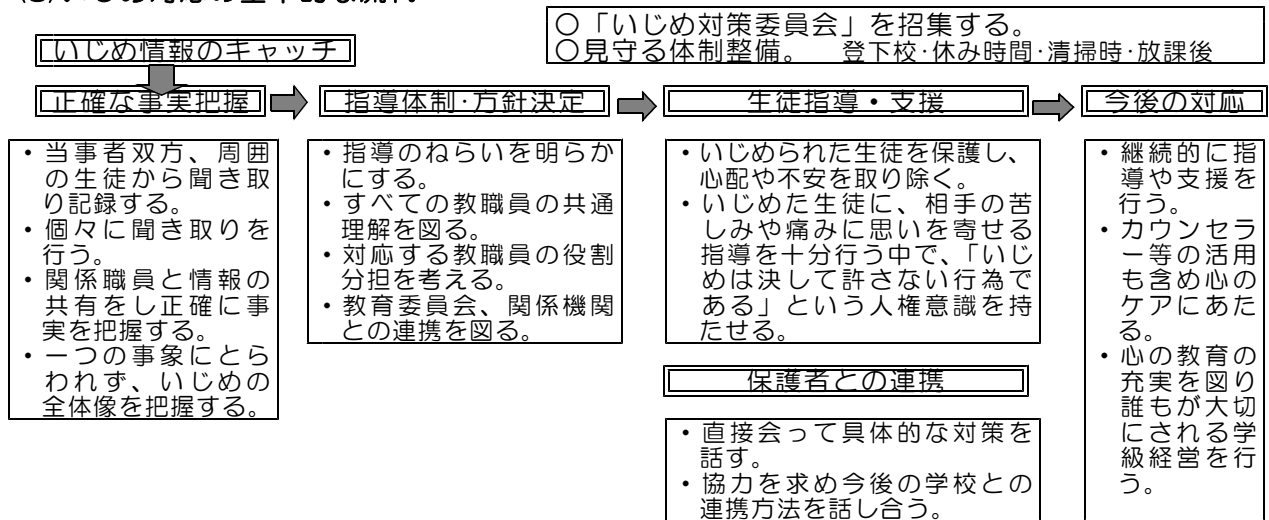 ○「いじめ対策委員会」を招集する。
○見守る体制整備。 登下校･休み時間･清掃時･放課後
いじめ情報のキャッチ
正確な事実把握
指導体制･方針決定
生徒指導・支援
今後の対応
・当事者双方、周囲
の生徒から聞き取
り記録する。
・個々に聞き取りを
行う。
・関係職員と情報の
共有をし正確に事
実を把握する。
・一つの事象にとら
われず、いじめの
全体像を把握する。
・指導のねらいを明らか
にする。
・すべての教職員の共通
理解を図る。
・対応する教職員の役割
分担を考える。
・教育委員会、関係機関
との連携を図る。
・いじめられた生徒を保護し、
心配や不安を取り除く。
・いじめた生徒に、相手の苦
しみや痛みに思いを寄せる
指導を十分行う中で、「いじ
めは決して許さない行為で
ある」という人権意識を持
たせる。
保護者との連携
・直接会って具体的な対策を
話す。
・協力を求め今後の学校との
連携方法を話し合う。
・継続的に指
導や支援を
行う。
・カウンセラ
ー等の活用
も含め心の
ケアにあた
る。
・心の教育の
充実を図り
誰もが大切
にされる学
級経営を行
う。